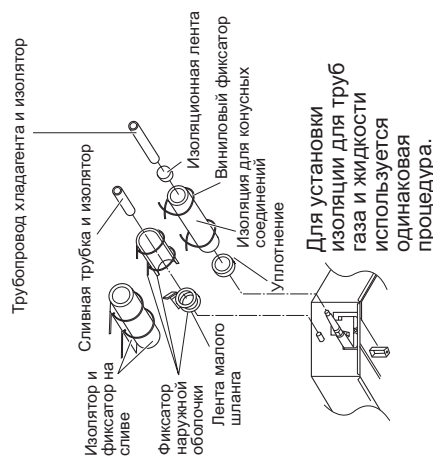 Трубопровод хладагента и изолятор
Сливная трубка и изолятор
Изолятор и
фиксатор на
сливе
Изоляционная лента
Виниловый фиксатор
Изоляция для конусных
соединений
Уплотнение
Фиксатор
наружной
оболочки
Лента малого
шланга
Для установки
изоляции для труб
газа и жидкости
используется
одинаковая
процедура.